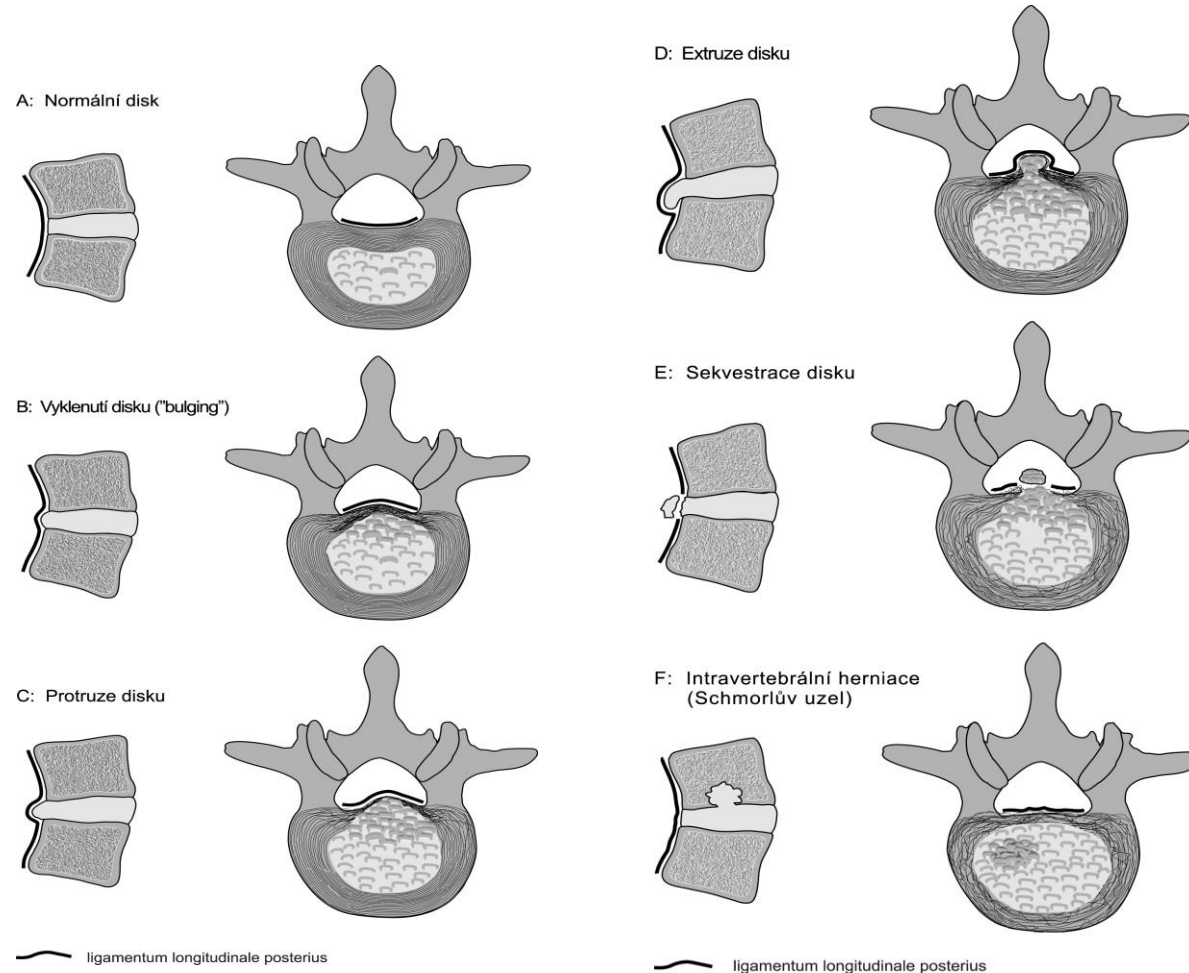 A: Normální disk
B: Vyklenutí disku ("bulging")
C: Protruze disku
ligamentum longitudinale posterius
D: Extruze disku
E: Sekvestrace disku
F: Intravertebrální herniace
(Schmorlův uzel)
ligamentum longitudinale posterius